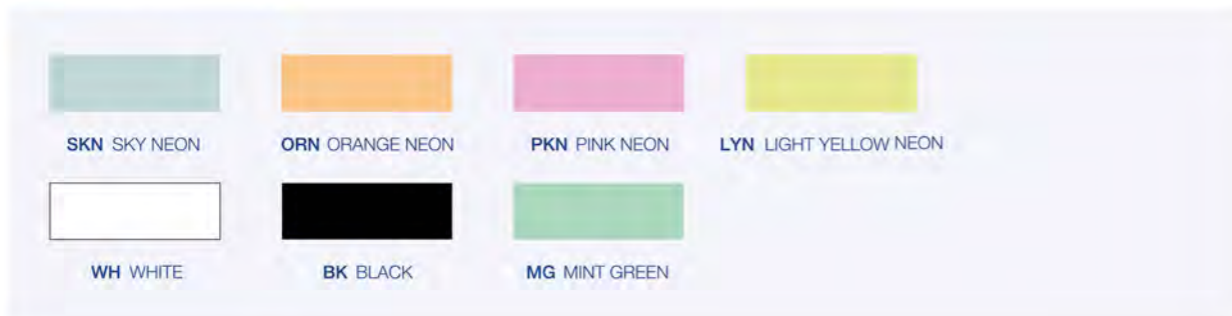 SKN SKY NEON
ORN ORANGE NEON
PKN PINK NEON
LYN LIGHT YELLOW NEON
WH WHITE
BK BLACK
MG MINT GREEN